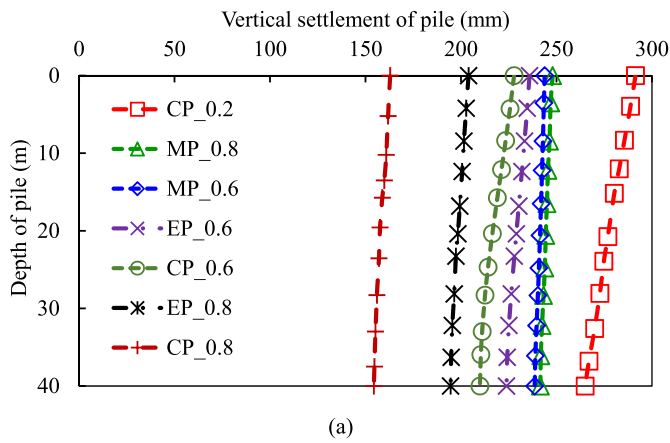 Vertical settlement of pile (mm)
0 50 100 150 200 250 300
Depth of pile (m)
0
10
20
30
40
CP_0.2
MP_0.8
MP_0.6
EP_0.6
CP_0.6
EP_0.8
CP_0.8
(a)